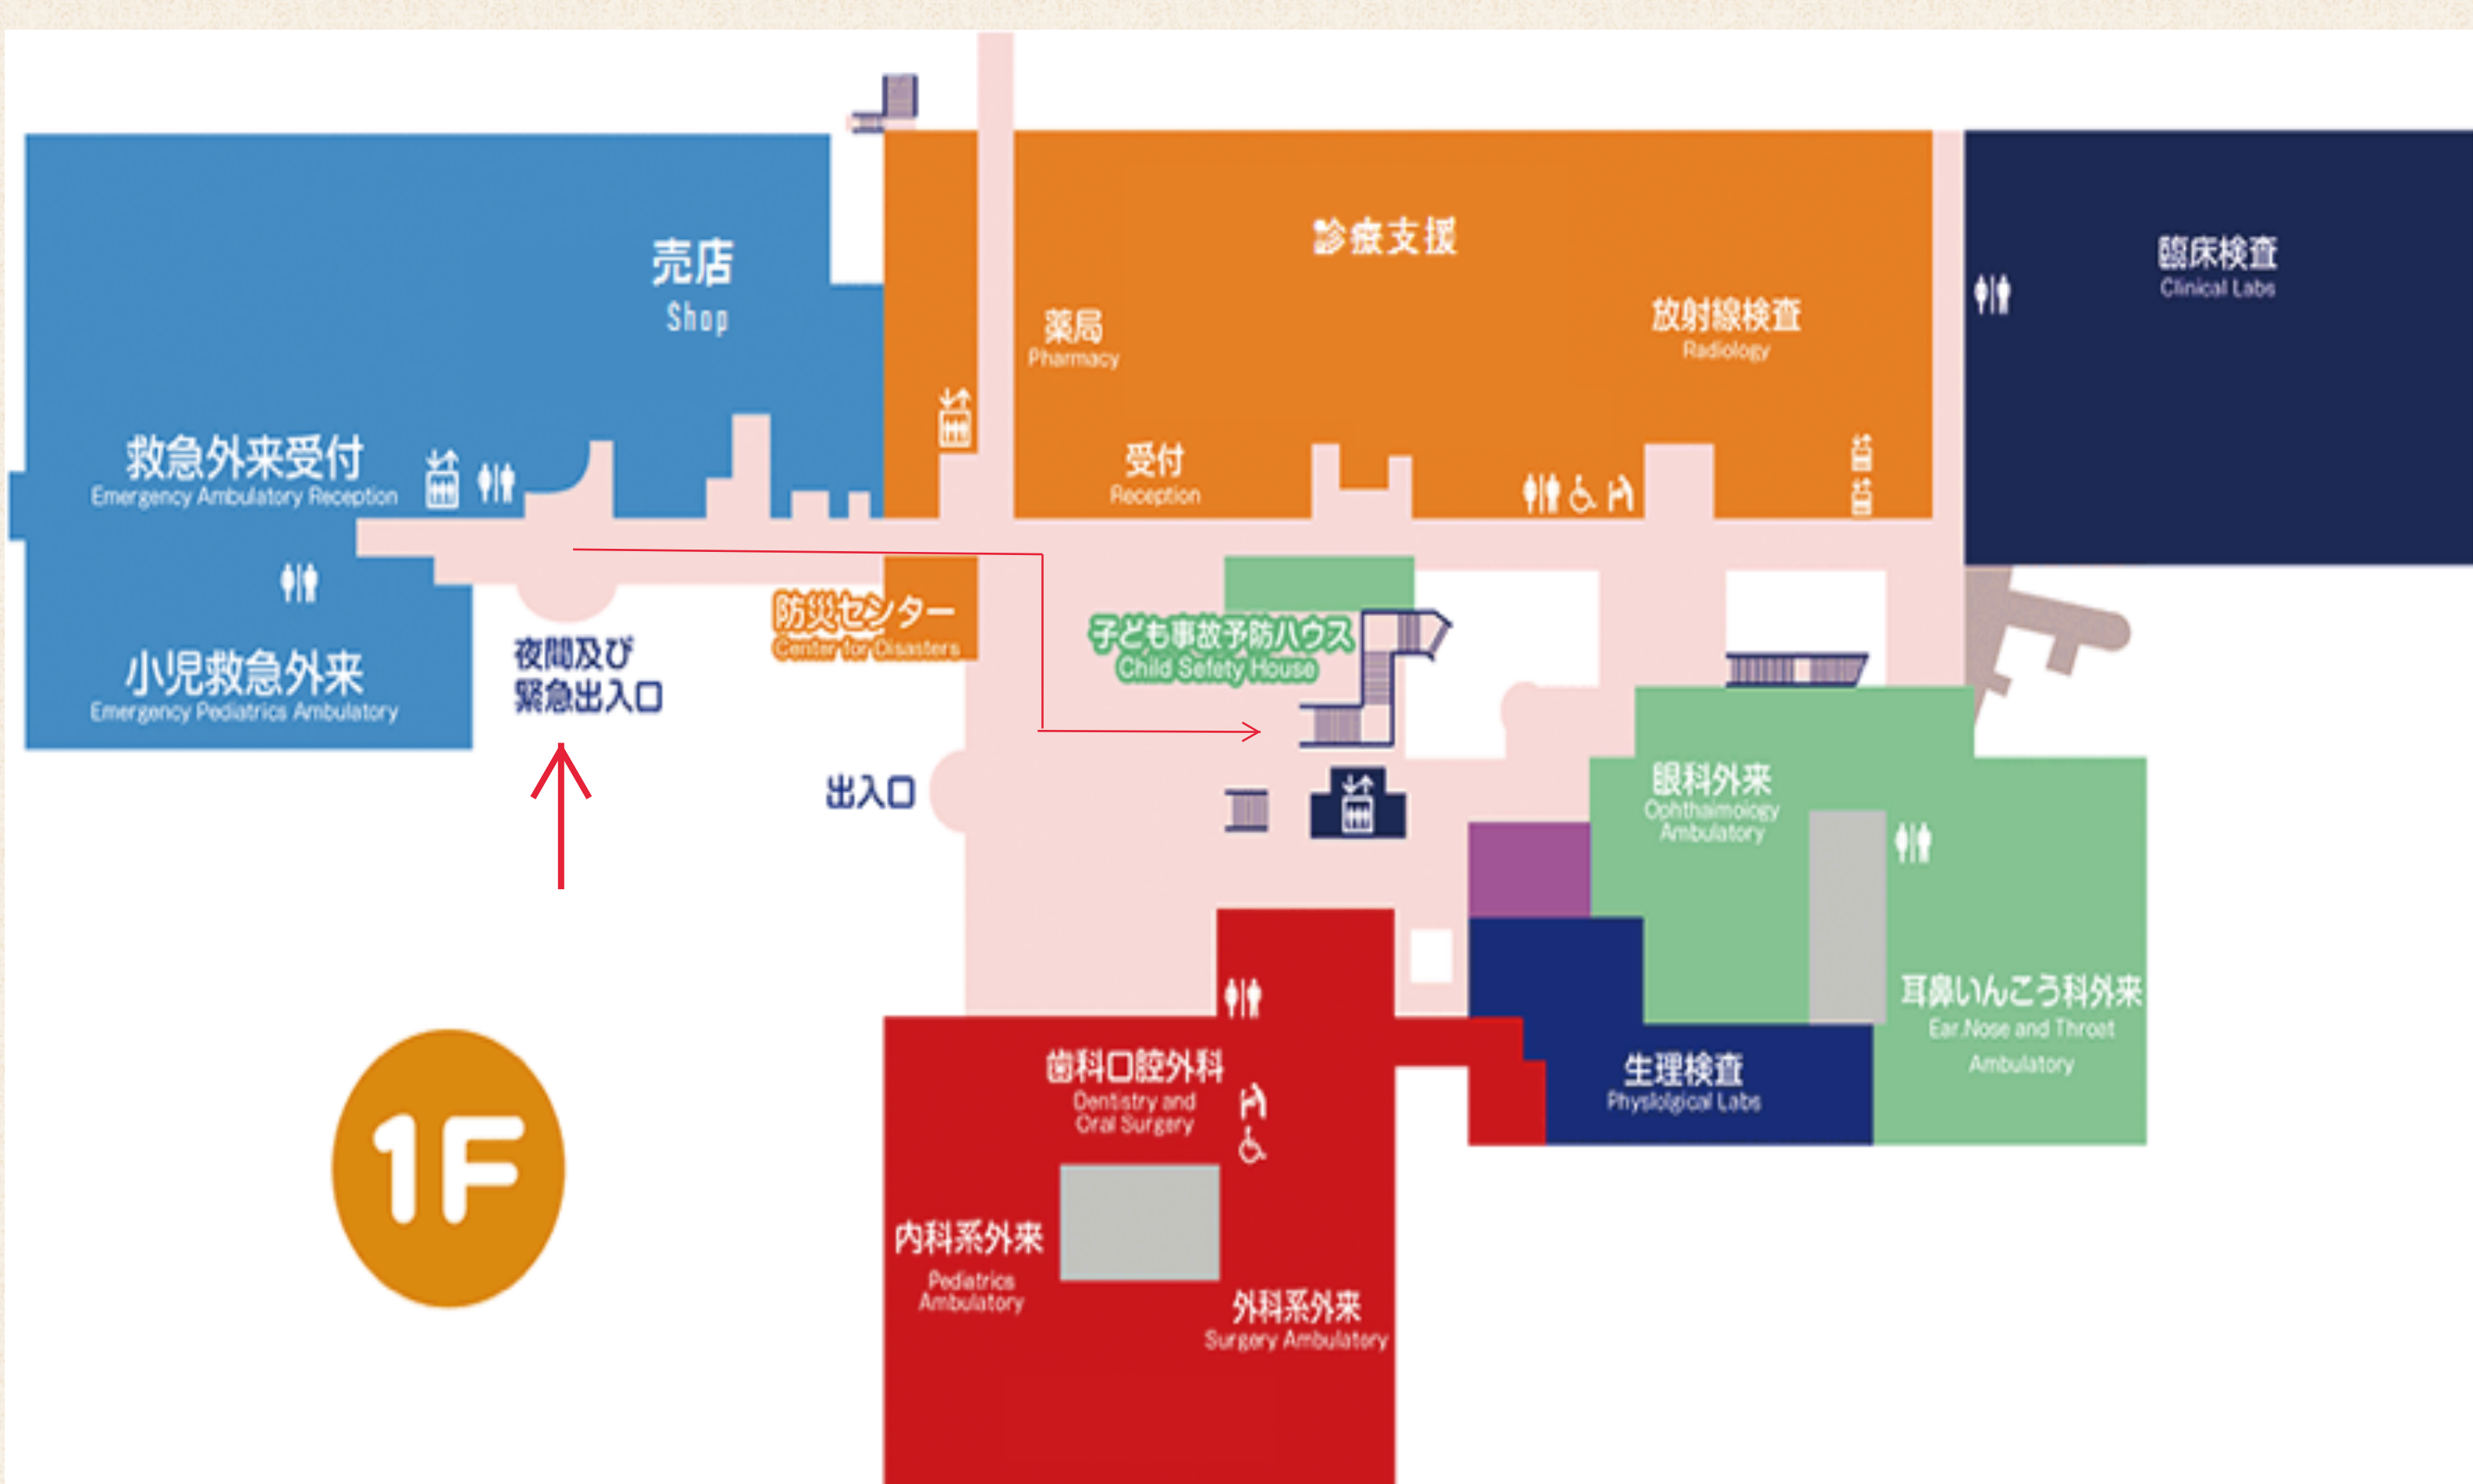 売店
Shop
診療支援
臨床検査
Clinical Labs
薬局
Pharmacy
放射線検査
Radiology
救急外来受付
Emergency Ambulatory Reception
受付
Reception
防災センター
Center for Disasters
子ども事故予防ハウス
Child Sefety House
夜間及び
緊急出入口
小児救急外来
Emergency Pediatrics Ambulatory
出入口
眼科外来
Ophthaimology
Ambulatory
耳鼻いんこう科外来
Ear.Nose and Throat
Ambulatory
生理検査
Physiolgical Labs
歯科口腔外科
Dentistry and
Oral Surgery
内科系外来
Pediatrics
Ambulatory
外科系外来
Surgery Ambulatory
1F